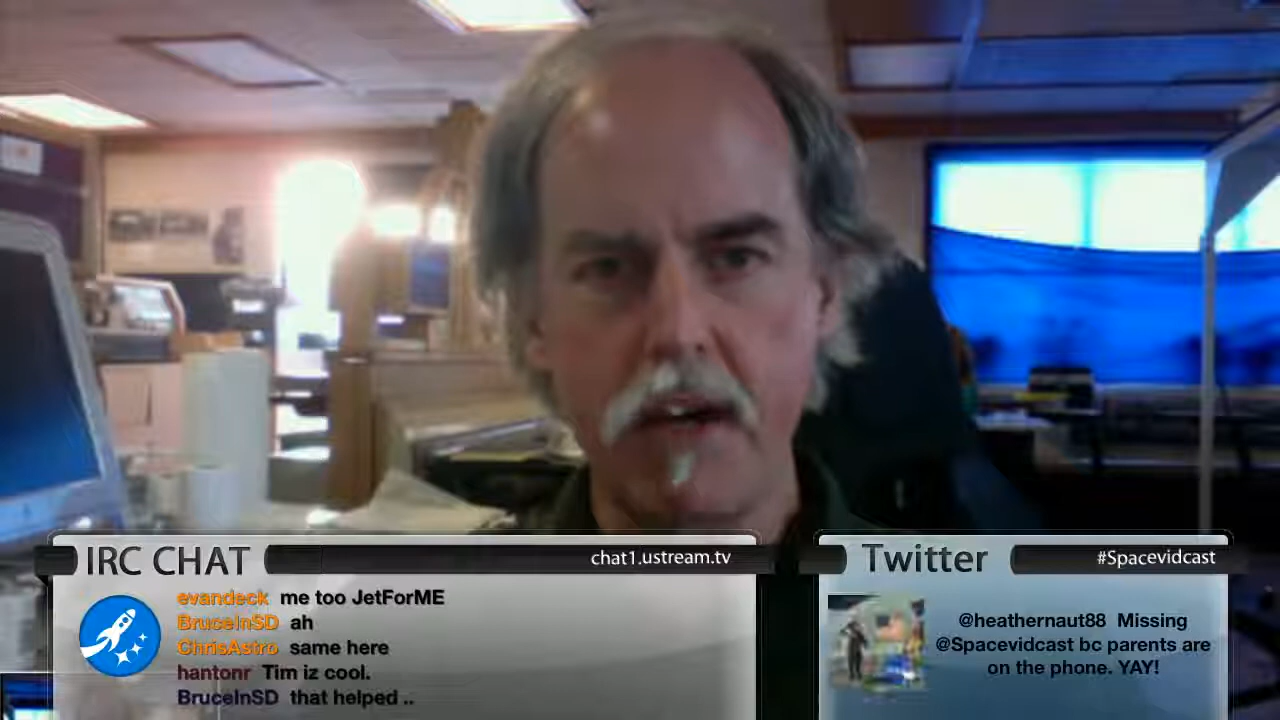 IRC CHAT
chat1.ustream.tv
evandeck me too JetForME
BruceInSD ah
ChrisAstro same here
hantonr Tim iz cool.
BruceInSD that helped ..
Twitter
#Spacevidcast
@heathernaut88 Missing
@Spacevidcast bc parents are
on the phone. YAY!